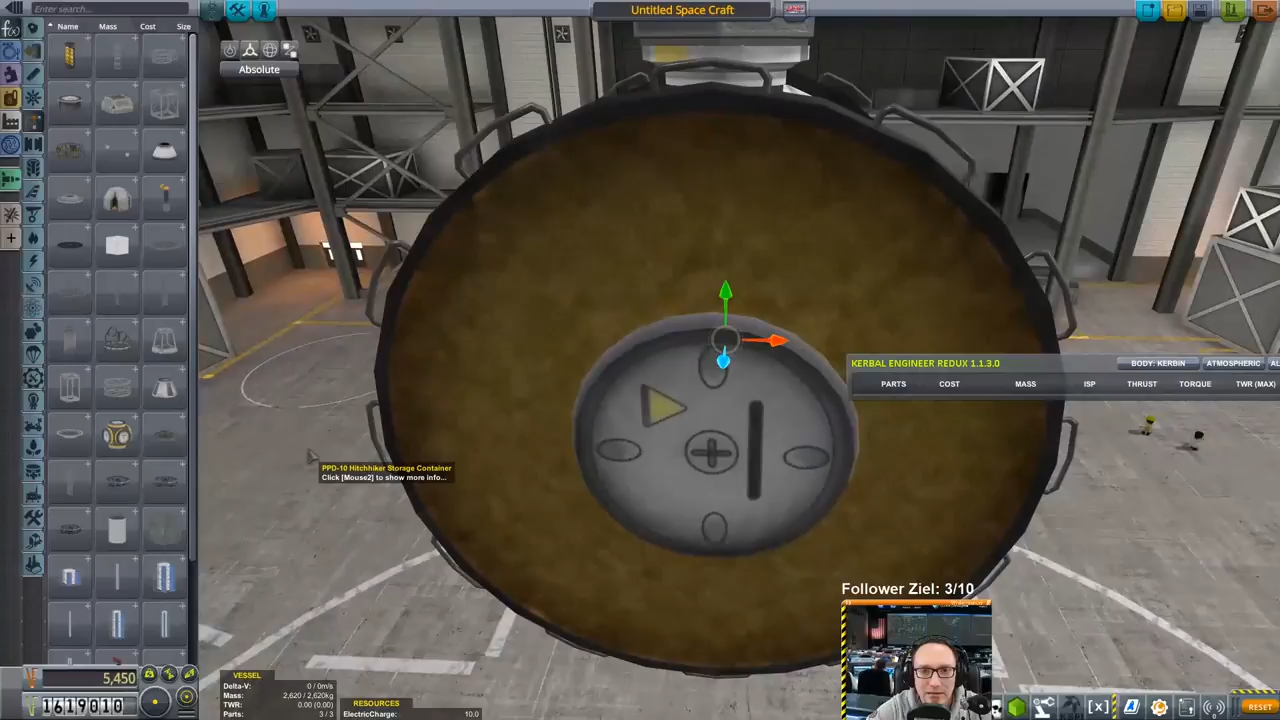 Enter search...
Untitled Space Craft
Name Mass Cost Size
Absolute
KERBAL ENGINEER REDUX 1.1.3.0
BODY: KERBIN
ATMOSPHERIC
AL
PARTS COST MASS ISP THRUST TORQUE TWR (MAX)
PPD-10 Hitchhiker Storage Container
Click [Mouse2] to show more info...
Follower Ziel: 3/10
5,450
1619010
VESSEL
Delta-V: 0 / 0m/s
Mass: 2,620 / 2,620kg
TWR: 0.00 (0.00)
Parts: 3 / 3
RESOURCES
ElectricCharge: 10.0
[x]
RESET